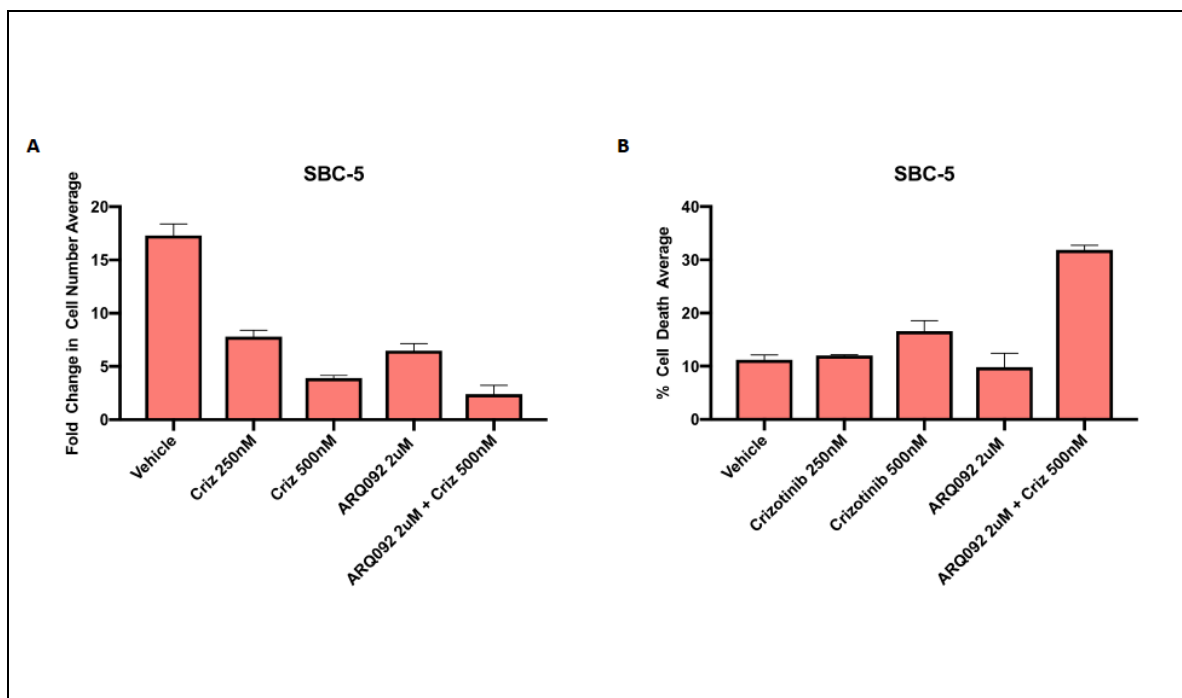 A
SBC-5
Fold Change in Cell Number Average
20
15
10
5
0
Vehicle
Criz 250nM
Criz 500nM
ARQ092 2uM
ARQ092 2uM + Criz 500nM
B
SBC-5
% Cell Death Average
40
30
20
10
0
Vehicle
Crizotinib 250nM
Crizotinib 500nM
ARQ092 2uM
ARQ092 2uM + Criz 500nM